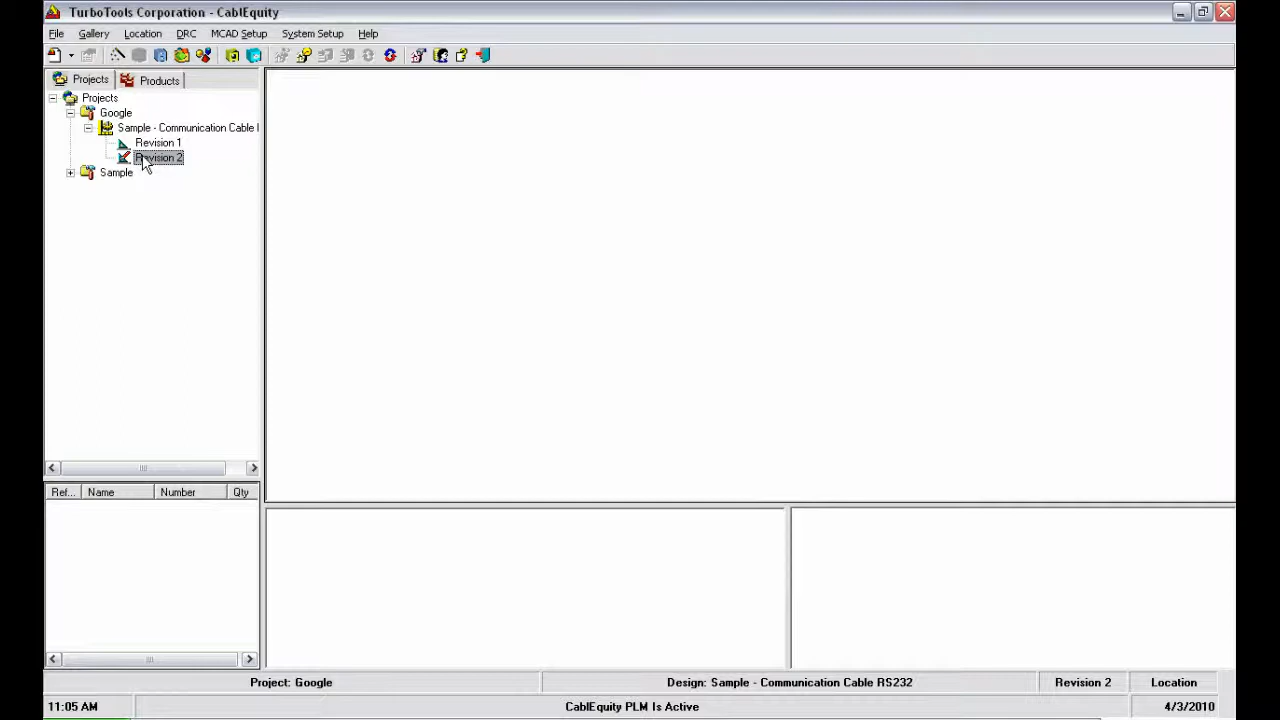 TurboTools Corporation - CablEquity
File Gallery Location DRC MCAD Setup System Setup Help
Projects Products
Projects
Google
Sample - Communication Cable
Revision 1
Revision 2
Sample
Ref... Name Number Qty
Project: Google Design: Sample - Communication Cable RS232 Revision 2 Location
11:05 AM CablEquity PLM Is Active 4/3/2010